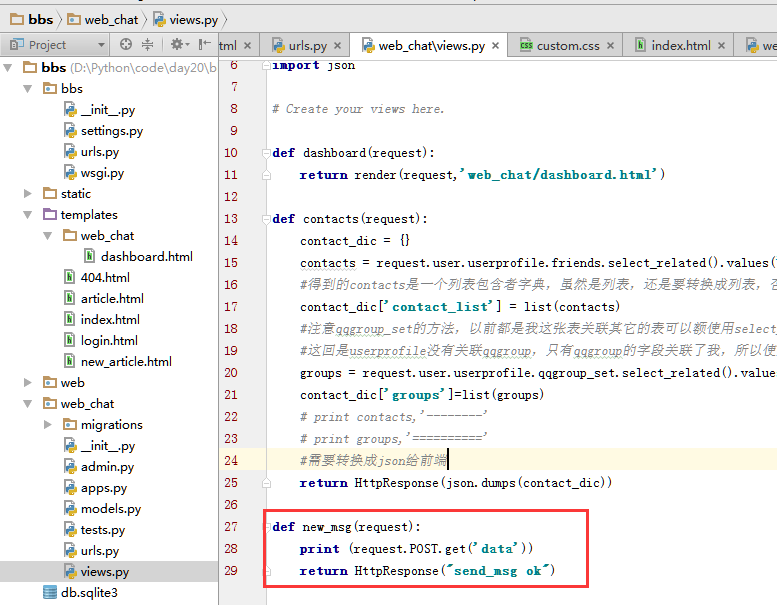 bbs web_chat views.py
Project
tml urls.py web_chat\views.py custom.css index.html we
bbs (D:\Python\code\day20\b
bbs
__init__.py
settings.py
urls.py
wsgi.py
static
templates
web_chat
dashboard.html
404.html
article.html
index.html
login.html
new_article.html
web
web_chat
migrations
__init__.py
admin.py
apps.py
models.py
tests.py
urls.py
views.py
db.sqlite3
6 import json
7
8 # Create your views here.
9
10 def dashboard(request):
11 return render(request,'web_chat/dashboard.html')
12
13 def contacts(request):
14 contact_dic = {}
15 contacts = request.user.userprofile.friends.select_related().values(
16 #得到的contacts是一个列表包含者字典，虽然是列表，还是要转换成列表，否
17 contact_dic['contact_list'] = list(contacts)
18 #注意qqgroup_set的方法，以前都是我这张表关联其它的表可以额使用select
19 #这回是userprofile没有关联qqgroup，只有qqgroup的字段关联了我，所以使
20 groups = request.user.userprofile.qqgroup_set.select_related().value
21 contact_dic['groups']=list(groups)
22 # print contacts,'--------'
23 # print groups,'=========='
24 #需要转换成json给前端
25 return HttpResponse(json.dumps(contact_dic))
26
27 def new_msg(request):
28 print (request.POST.get('data'))
29 return HttpResponse("send_msg ok")